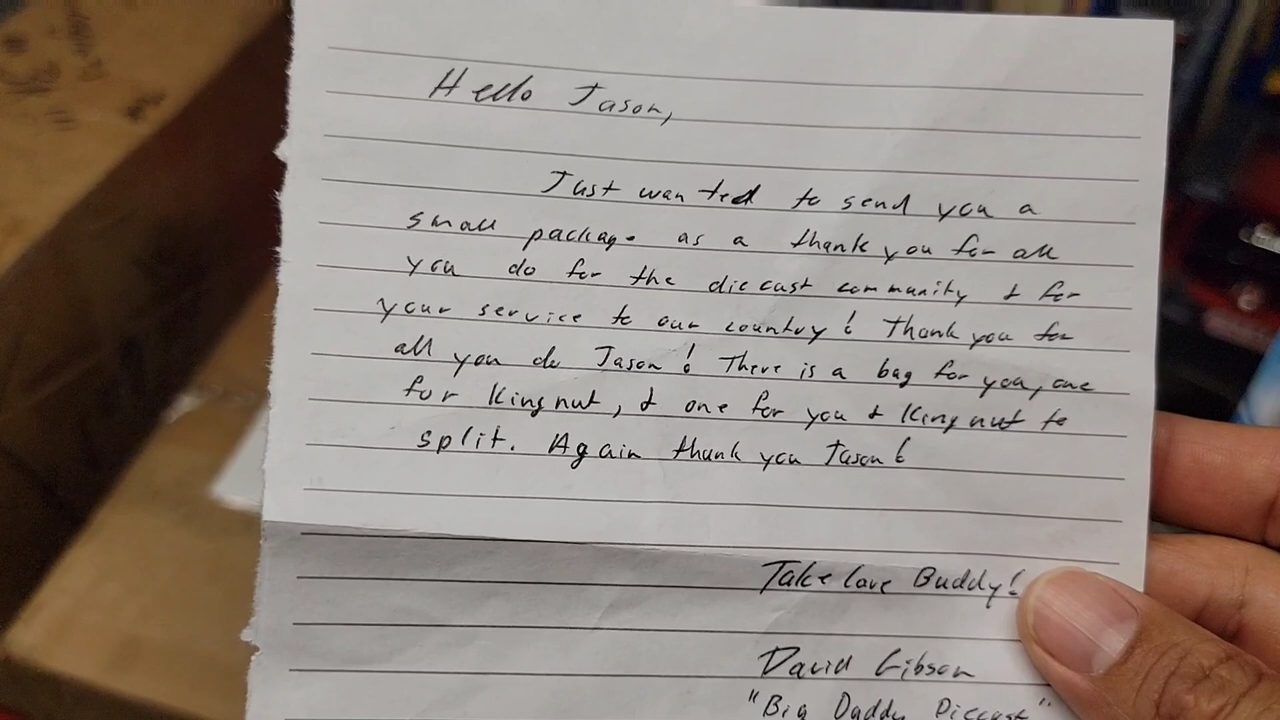 Hello Jason,
Just wanted to send you a
small package as a thank you for all
you do for the diecast community & for
your service to our country! Thank you for
all you do Jason! There is a bag for you, one
for Kingnut, & one for you & Kingnut to
split. Again thank you Jason!
Take Care Buddy!
David Gibson
"Big Daddy Diecast"